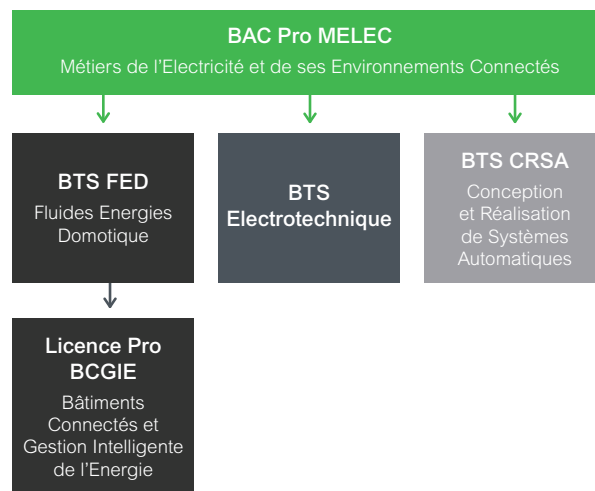 BAC Pro MELEC
Métiers de l'Electricité et de ses Environnements Connectés
BTS FED
Fluides Energies
Domotique
BTS
Electrotechnique
BTS CRSA
Conception
et Réalisation
de Systèmes
Automatiques
Licence Pro
BCGIE
Bâtiments
Connectés et
Gestion Intelligente
de l'Energie